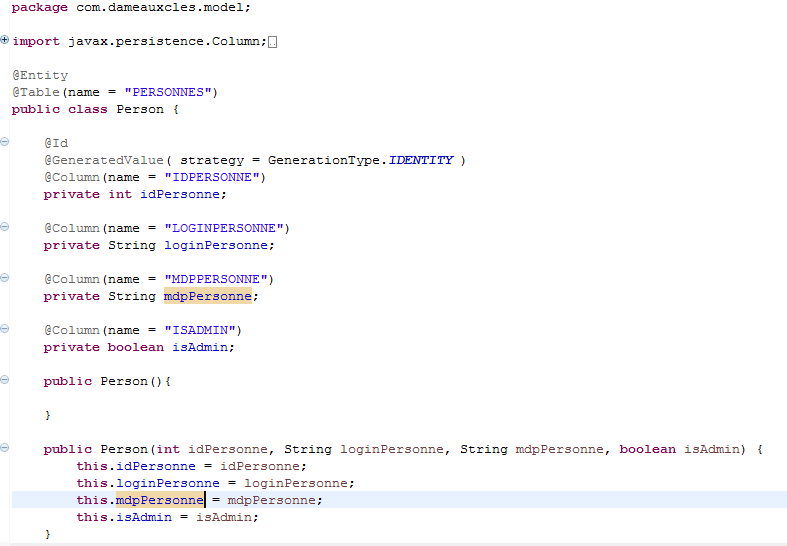 package com.dameauxcles.model;
import javax.persistence.Column;
@Entity
@Table(name = "PERSONNES")
public class Person {
@Id
@GeneratedValue( strategy = GenerationType.IDENTITY )
@Column(name = "IDPERSONNE")
private int idPersonne;
@Column(name = "LOGINPERSONNE")
private String loginPersonne;
@Column(name = "MDPPERSONNE")
private String mdpPersonne;
@Column(name = "ISADMIN")
private boolean isAdmin;
public Person(){
}
public Person(int idPersonne, String loginPersonne, String mdpPersonne, boolean isAdmin) {
this.idPersonne = idPersonne;
this.loginPersonne = loginPersonne;
this.mdpPersonne = mdpPersonne;
this.isAdmin = isAdmin;
}